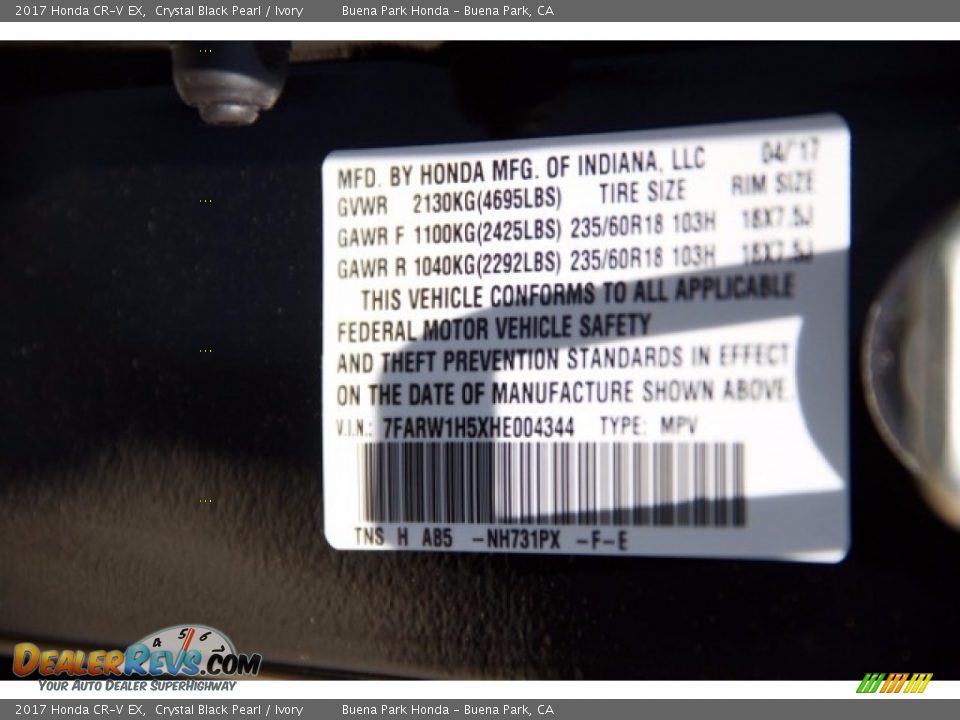 2017 Honda CR-V EX, Crystal Black Pearl / Ivory Buena Park Honda - Buena Park, CA
MFD. BY HONDA MFG. OF INDIANA, LLC 04/'17
GVWR 2130KG(4695LBS) TIRE SIZE RIM SIZE
GAWR F 1100KG(2425LBS) 235/60R18 103H 18X7.5J
GAWR R 1040KG(2292LBS) 235/60R18 103H 18X7.5J
THIS VEHICLE CONFORMS TO ALL APPLICABLE
FEDERAL MOTOR VEHICLE SAFETY
AND THEFT PREVENTION STANDARDS IN EFFECT
ON THE DATE OF MANUFACTURE SHOWN ABOVE.
V.I.N.: 7FARW1H5XHE004344 TYPE: MPV
TNS H AB5 -NH731PX -F-E
4 5 6
DealerRevs.com
Your Auto Dealer SuperHighway
2017 Honda CR-V EX, Crystal Black Pearl / Ivory Buena Park Honda - Buena Park, CA